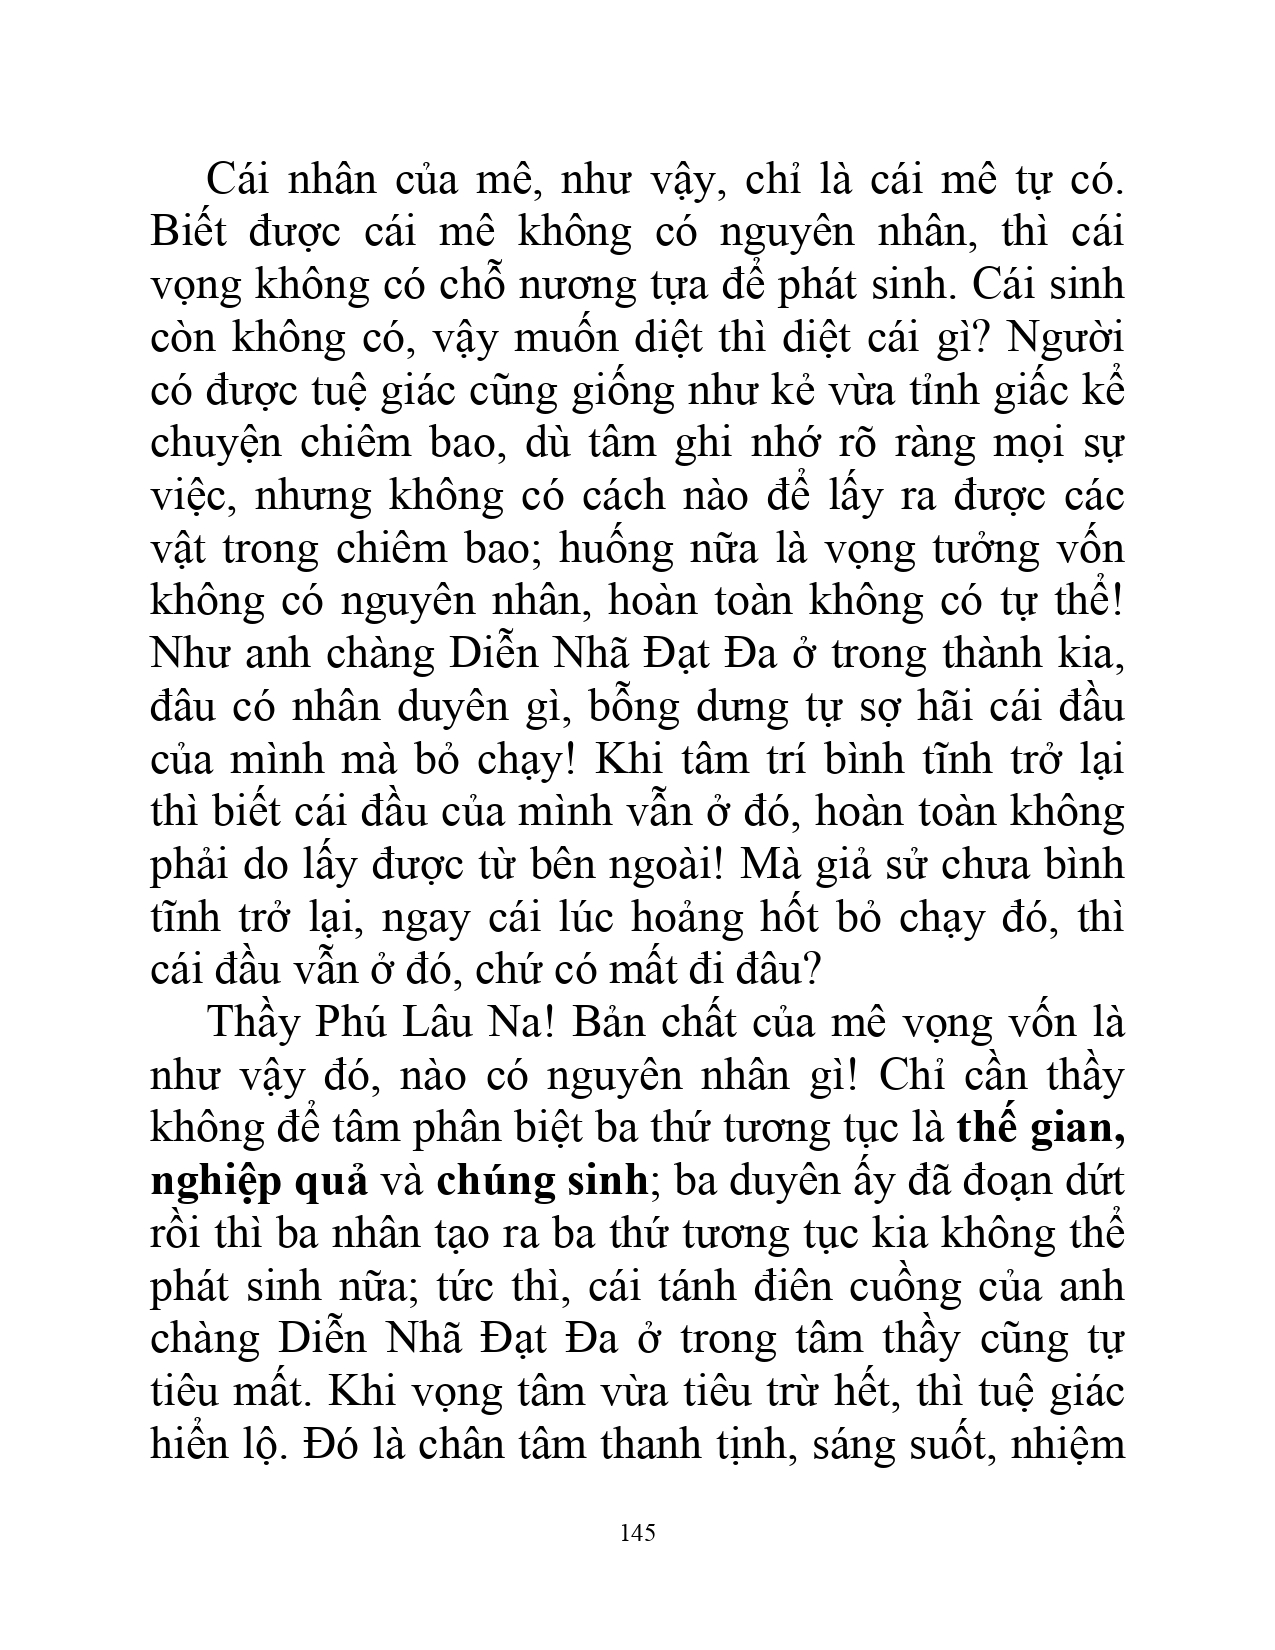 Cái nhân của mê, như vậy, chỉ là cái mê tự có.
Biết được cái mê không có nguyên nhân, thì cái
vọng không có chỗ nương tựa để phát sinh. Cái sinh
còn không có, vậy muốn diệt thì diệt cái gì? Người
có được tuệ giác cũng giống như kẻ vừa tỉnh giấc kể
chuyện chiêm bao, dù tâm ghi nhớ rõ ràng mọi sự
việc, nhưng không có cách nào để lấy ra được các
vật trong chiêm bao; huống nữa là vọng tưởng vốn
không có nguyên nhân, hoàn toàn không có tự thể!
Như anh chàng Diễn Nhã Đạt Đa ở trong thành kia,
đâu có nhân duyên gì, bỗng dưng tự sợ hãi cái đầu
của mình mà bỏ chạy! Khi tâm trí bình tĩnh trở lại
thì biết cái đầu của mình vẫn ở đó, hoàn toàn không
phải do lấy được từ bên ngoài! Mà giả sử chưa bình
tĩnh trở lại, ngay cái lúc hoảng hốt bỏ chạy đó, thì
cái đầu vẫn ở đó, chứ có mất đi đâu?
Thầy Phú Lâu Na! Bản chất của mê vọng vốn là
như vậy đó, nào có nguyên nhân gì! Chỉ cần thầy
không để tâm phân biệt ba thứ tương tục là thế gian,
nghiệp quả và chúng sinh; ba duyên ấy đã đoạn dứt
rồi thì ba nhân tạo ra ba thứ tương tục kia không thể
phát sinh nữa; tức thì, cái tánh điên cuồng của anh
chàng Diễn Nhã Đạt Đa ở trong tâm thầy cũng tự
tiêu mất. Khi vọng tâm vừa tiêu trừ hết, thì tuệ giác
hiển lộ. Đó là chân tâm thanh tịnh, sáng suốt, nhiệm
145